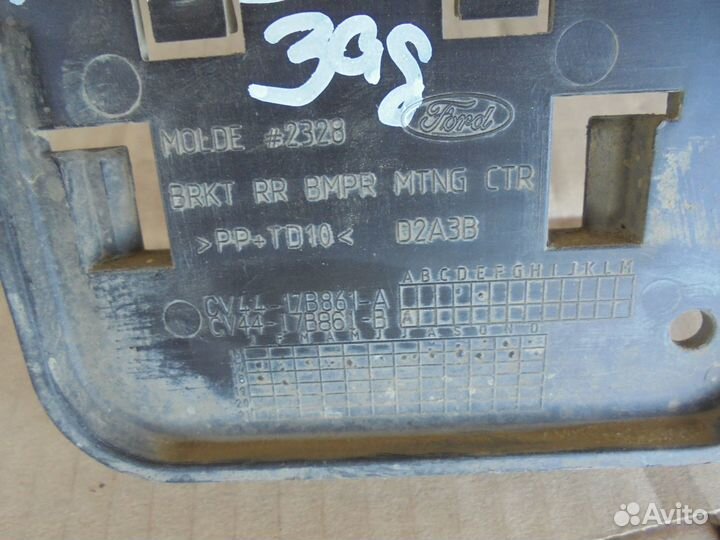 398
MOLDE #2328 Ford
BRKT RR BMPR MTNG CTR
>PP+TD10< D2A3B
A B C D E F G H I J K L M
CV44-17B861-A
CV44-17B861-B A
J F M A M J J A S O N D
Avito